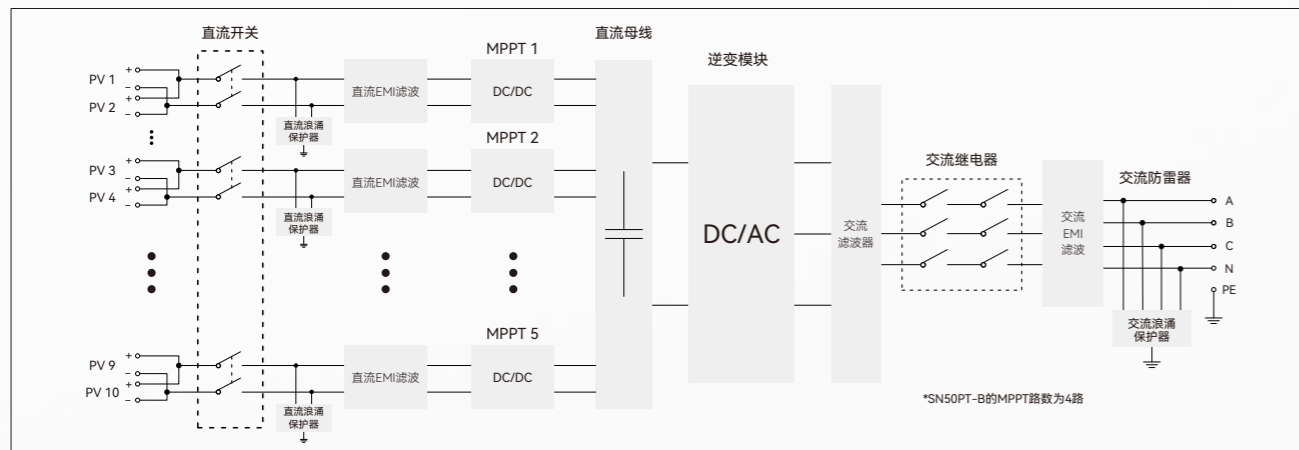 直流开关
MPPT 1
直流母线
逆变模块
PV 1
+
−
PV 2
+
−
直流EMI滤波
DC/DC
直流浪涌
保护器
MPPT 2
PV 3
+
−
PV 4
+
−
直流EMI滤波
DC/DC
直流浪涌
保护器
DC/AC
交流
滤波器
交流继电器
交流
EMI
滤波
交流防雷器
A
B
C
N
PE
交流浪涌
保护器
MPPT 5
PV 9
+
−
PV 10
+
−
直流EMI滤波
DC/DC
直流浪涌
保护器
*SN50PT-B的MPPT路数为4路